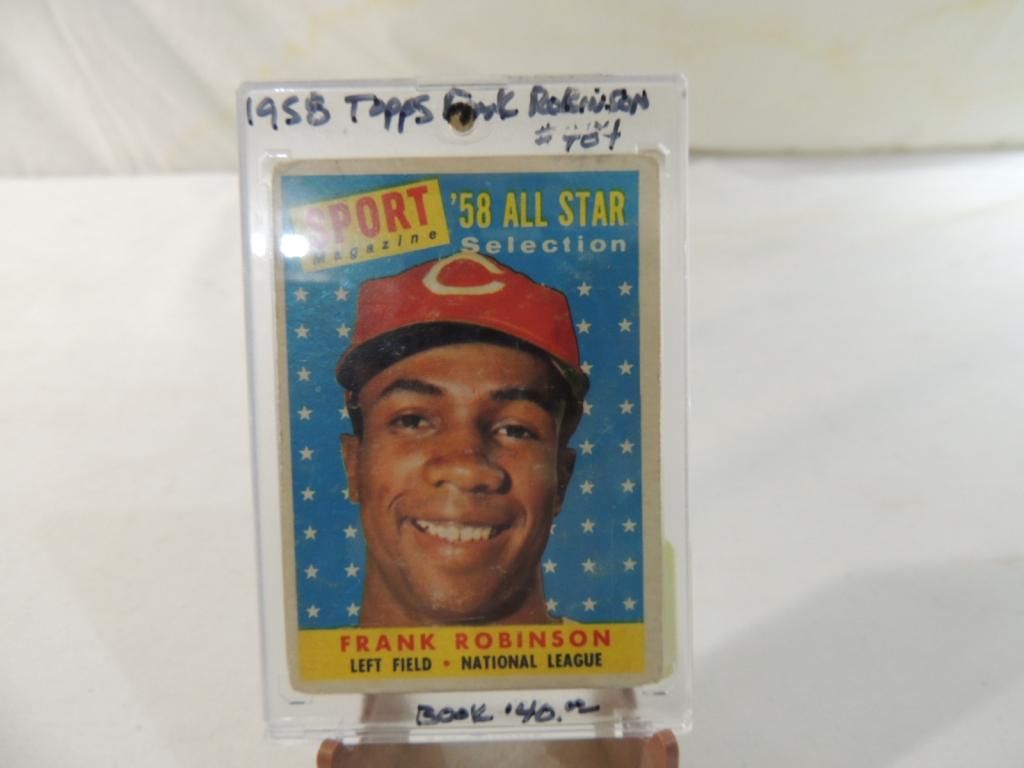 1958 Topps Frank Robinson
SPORT
Magazine
'58 ALL STAR
Selection
C
FRANK ROBINSON
LEFT FIELD • NATIONAL LEAGUE
BOOK $40.00